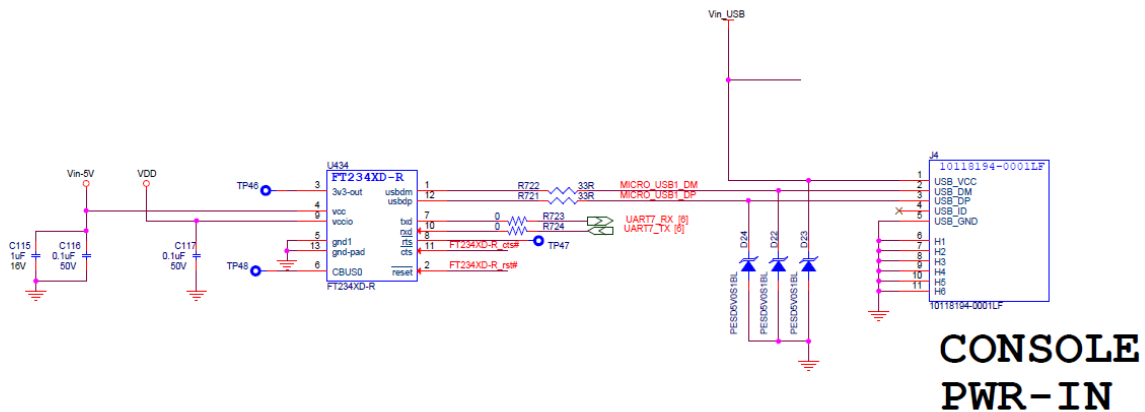 Vin_USB
J4
10118194-0001LF
U434
FT234XD-R
Vin-5V
VDD
TP46
3 3v3-out
usbdm 1
R722
33R
MICRO_USB1_DM
usbdp 12
R721
33R
MICRO_USB1_DP
1 USB_VCC
2 USB_DM
3 USB_DP
4 USB_ID
5 USB_GND
4 vcc
9 vccio
txd 7
0
R723
UART7_RX [6]
rxd 10
0
R724
UART7_TX [6]
rts 8
TP47
cts 11
FT234XD-R_cts#
5 gnd1
13 gnd-pad
C115
1uF
16V
C116
0.1uF
50V
C117
0.1uF
50V
TP48
6 CBUS0
reset 2
FT234XD-R_rst#
FT234XD-R
D24
D22
D23
PESD5V0S1BL
PESD5V0S1BL
PESD5V0S1BL
6 H1
7 H2
8 H3
9 H4
10 H5
11 H6
10118194-0001LF
CONSOLE
PWR-IN